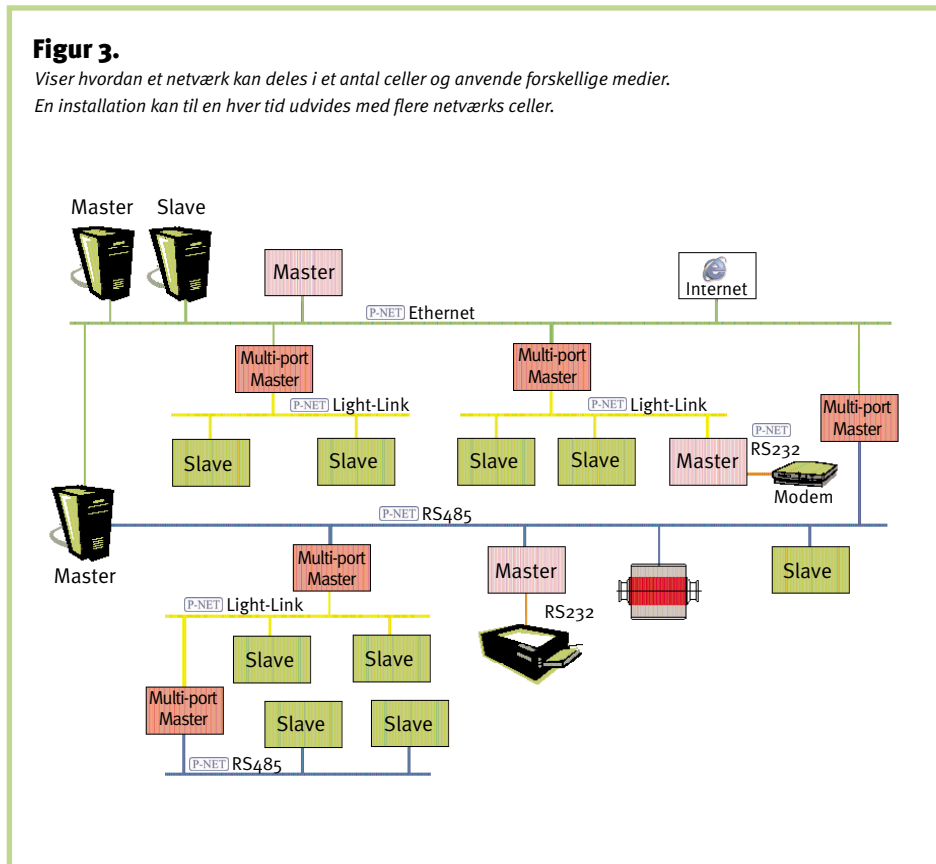 Figur 3.
Viser hvordan et netværk kan deles i et antal celler og anvende forskellige medier.
En installation kan til en hver tid udvides med flere netværks celler.
Master
Slave
Master
Internet
P-NET Ethernet
Multi-port
Master
Multi-port
Master
Multi-port
Master
P-NET Light-Link
P-NET Light-Link
P-NET
RS232
Slave
Slave
Slave
Slave
Master
Modem
Master
P-NET RS485
Multi-port
Master
Master
Slave
P-NET Light-Link
RS232
Slave
Slave
Multi-port
Master
Slave
Slave
P-NET RS485